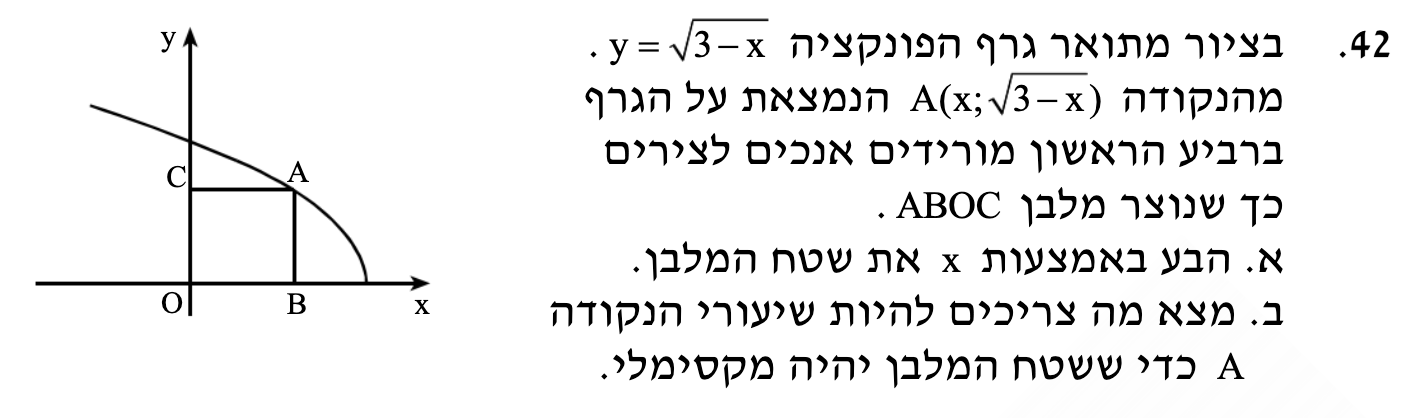 42. בציור מתואר גרף הפונקציה y = √(3 − x) .
מהנקודה A(x;√(3 − x)) הנמצאת על הגרף
ברביע הראשון מורידים אנכים לצירים
כך שנוצר מלבן ABOC .
א. הבע באמצעות x את שטח המלבן.
ב. מצא מה צריכים להיות שיעורי הנקודה
A כדי ששטח המלבן יהיה מקסימלי.
y
C
A
O
B
x